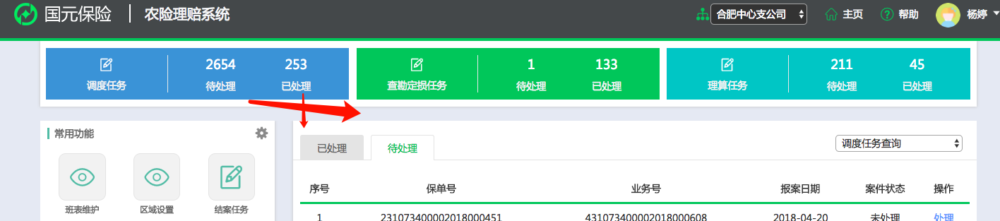 国元保险 农险理赔系统 合肥中心支公司 主页 帮助 杨婷
2654 253 1 133 211 45
调度任务 待处理 已处理 查勘定损任务 待处理 已处理 理算任务 待处理 已处理
常用功能
已处理 待处理 调度任务查询
序号 保单号 业务号 报案日期 案件状态 操作
班表维护 区域设置 结案任务
1 231073400002018000451 431073400002018000608 2018-04-20 未处理 处理